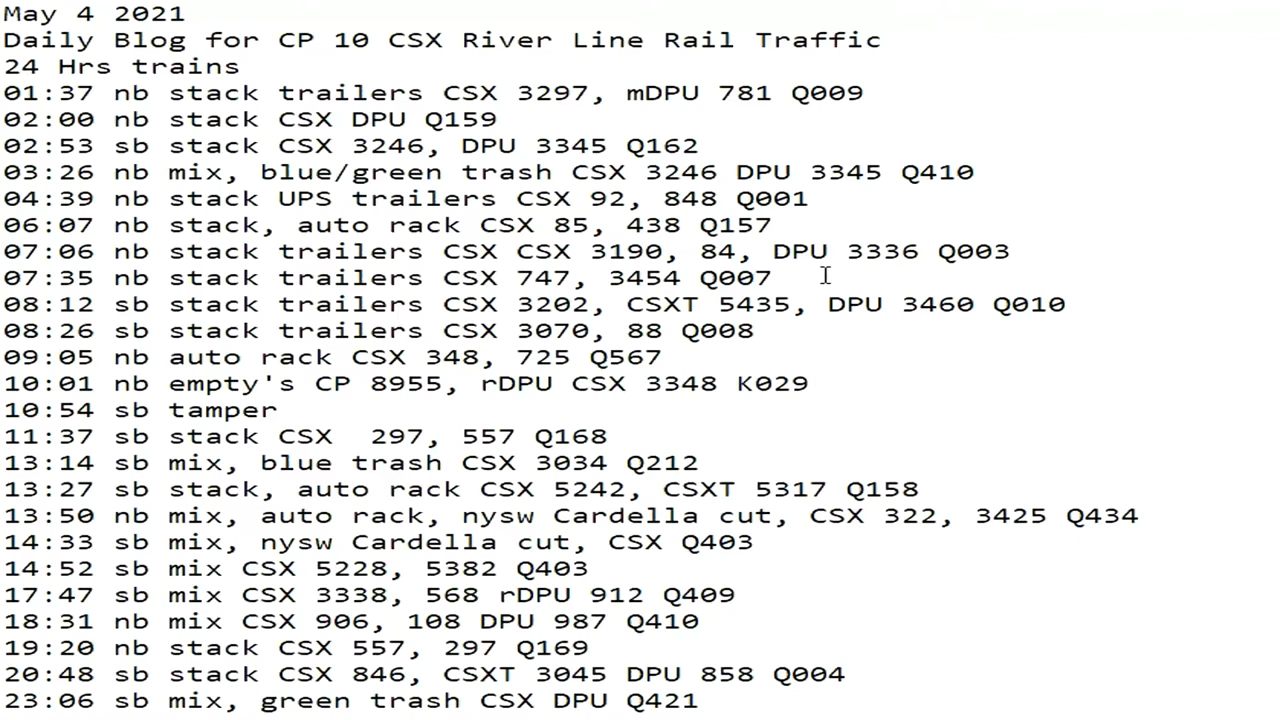 May 4 2021
Daily Blog for CP 10 CSX River Line Rail Traffic
24 Hrs trains
01:37 nb stack trailers CSX 3297, mDPU 781 Q009
02:00 nb stack CSX DPU Q159
02:53 sb stack CSX 3246, DPU 3345 Q162
03:26 nb mix, blue/green trash CSX 3246 DPU 3345 Q410
04:39 nb stack UPS trailers CSX 92, 848 Q001
06:07 nb stack, auto rack CSX 85, 438 Q157
07:06 nb stack trailers CSX CSX 3190, 84, DPU 3336 Q003
07:35 nb stack trailers CSX 747, 3454 Q007
08:12 sb stack trailers CSX 3202, CSXT 5435, DPU 3460 Q010
08:26 sb stack trailers CSX 3070, 88 Q008
09:05 nb auto rack CSX 348, 725 Q567
10:01 nb empty's CP 8955, rDPU CSX 3348 K029
10:54 sb tamper
11:37 sb stack CSX  297, 557 Q168
13:14 sb mix, blue trash CSX 3034 Q212
13:27 sb stack, auto rack CSX 5242, CSXT 5317 Q158
13:50 nb mix, auto rack, nysw Cardella cut, CSX 322, 3425 Q434
14:33 sb mix, nysw Cardella cut, CSX Q403
14:52 sb mix CSX 5228, 5382 Q403
17:47 sb mix CSX 3338, 568 rDPU 912 Q409
18:31 nb mix CSX 906, 108 DPU 987 Q410
19:20 nb stack CSX 557, 297 Q169
20:48 sb stack CSX 846, CSXT 3045 DPU 858 Q004
23:06 sb mix, green trash CSX DPU Q421